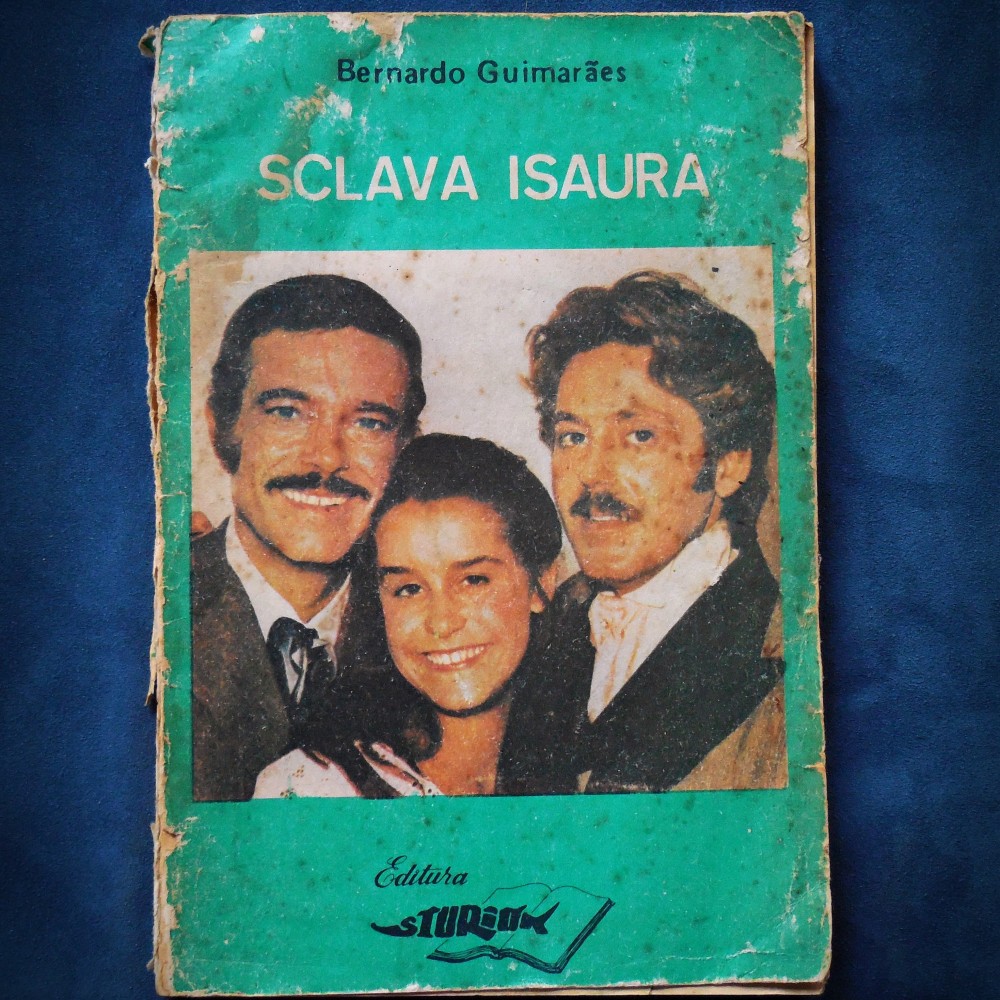 Bernardo Guimarães
SCLAVA ISAURA
Editura
STURION